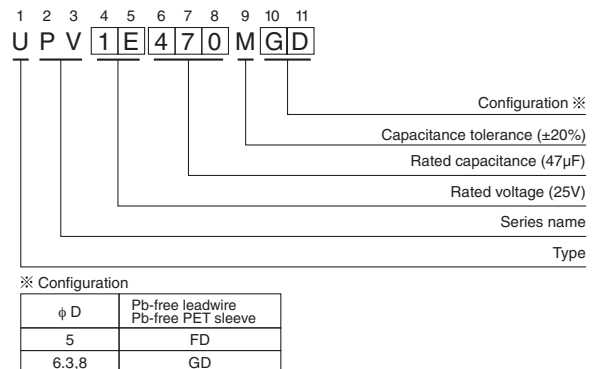 1 2 3 4 5 6 7 8 9 10 11
U P V 1 E 4 7 0 M G D
Configuration ※
Capacitance tolerance (±20%)
Rated capacitance (47µF)
Rated voltage (25V)
Series name
Type
※ Configuration
ϕ D
Pb-free leadwire
Pb-free PET sleeve
5 FD
6.3,8 GD